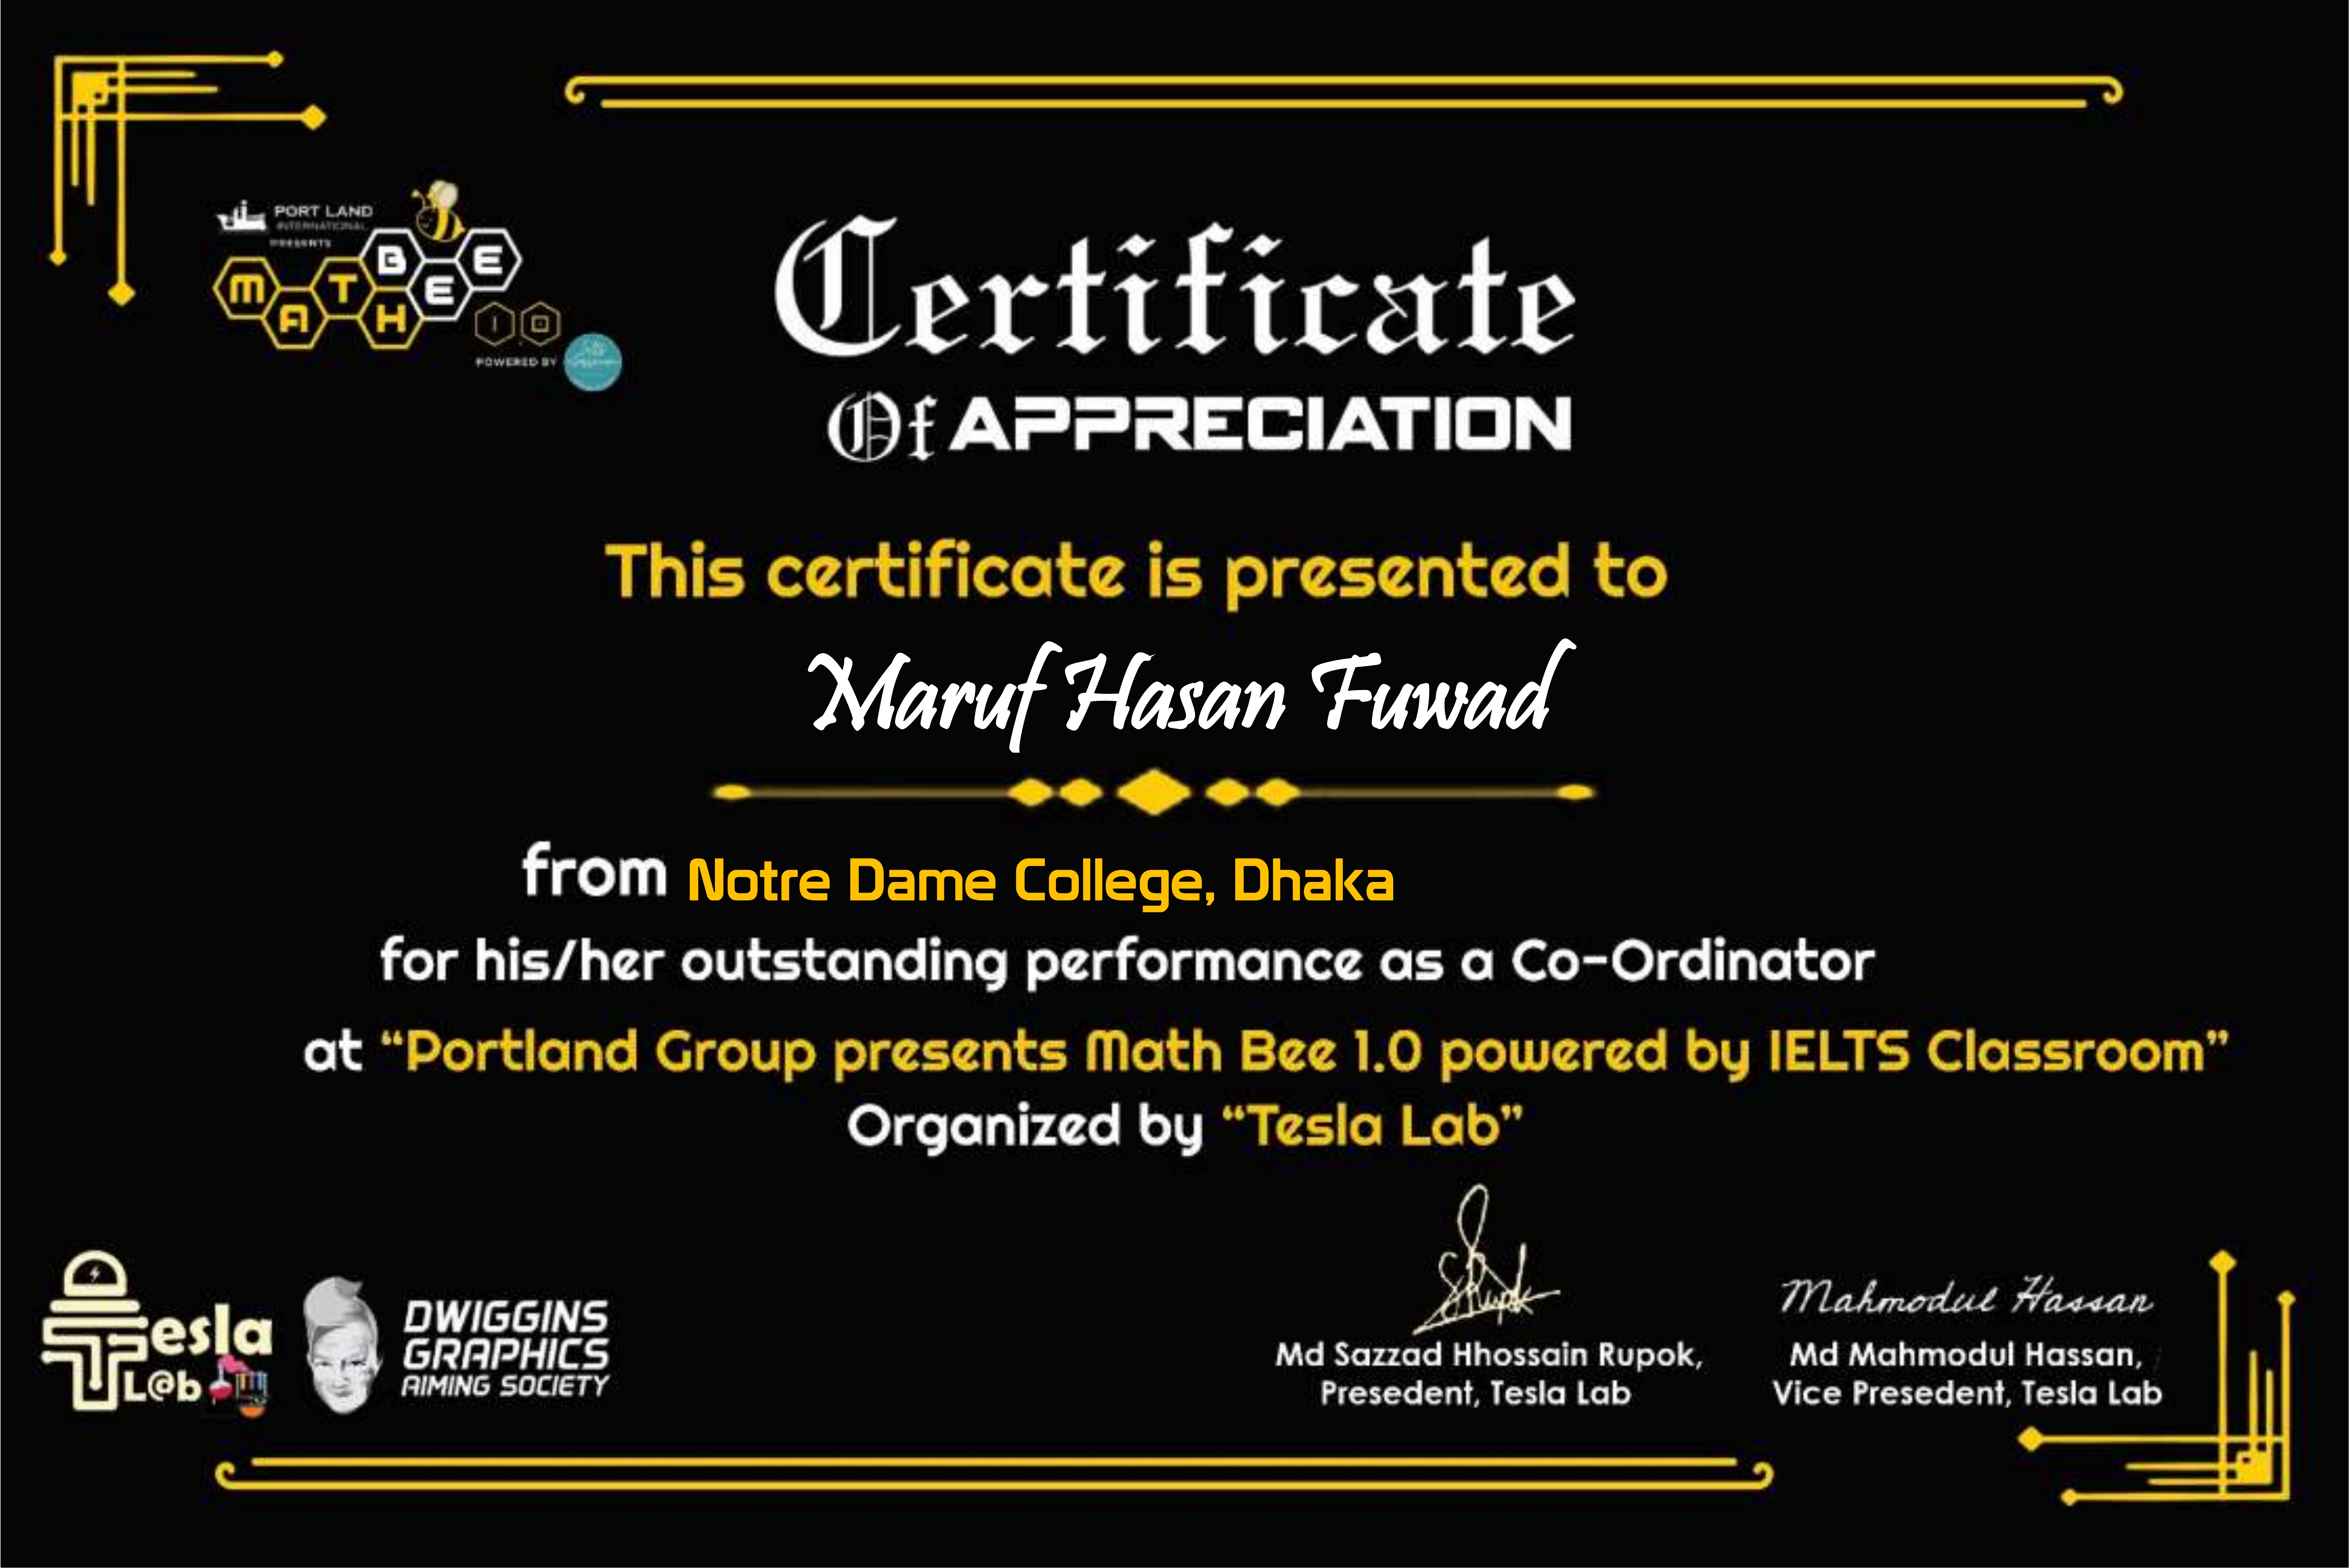 PORT LAND
INTERNATIONAL
PRESENTS
MATH BEE
1.0
POWERED BY
Certificate
Of APPRECIATION
This certificate is presented to
Maruf Hasan Fuwad
from Notre Dame College, Dhaka
for his/her outstanding performance as a Co-Ordinator
at “Portland Group presents Math Bee 1.0 powered by IELTS Classroom”
Organized by “Tesla Lab”
Tesla
L@b
DWIGGINS
GRAPHICS
AIMING SOCIETY
Md Sazzad Hhossain Rupok,
Presedent, Tesla Lab
Mahmodul Hassan
Md Mahmodul Hassan,
Vice Presedent, Tesla Lab